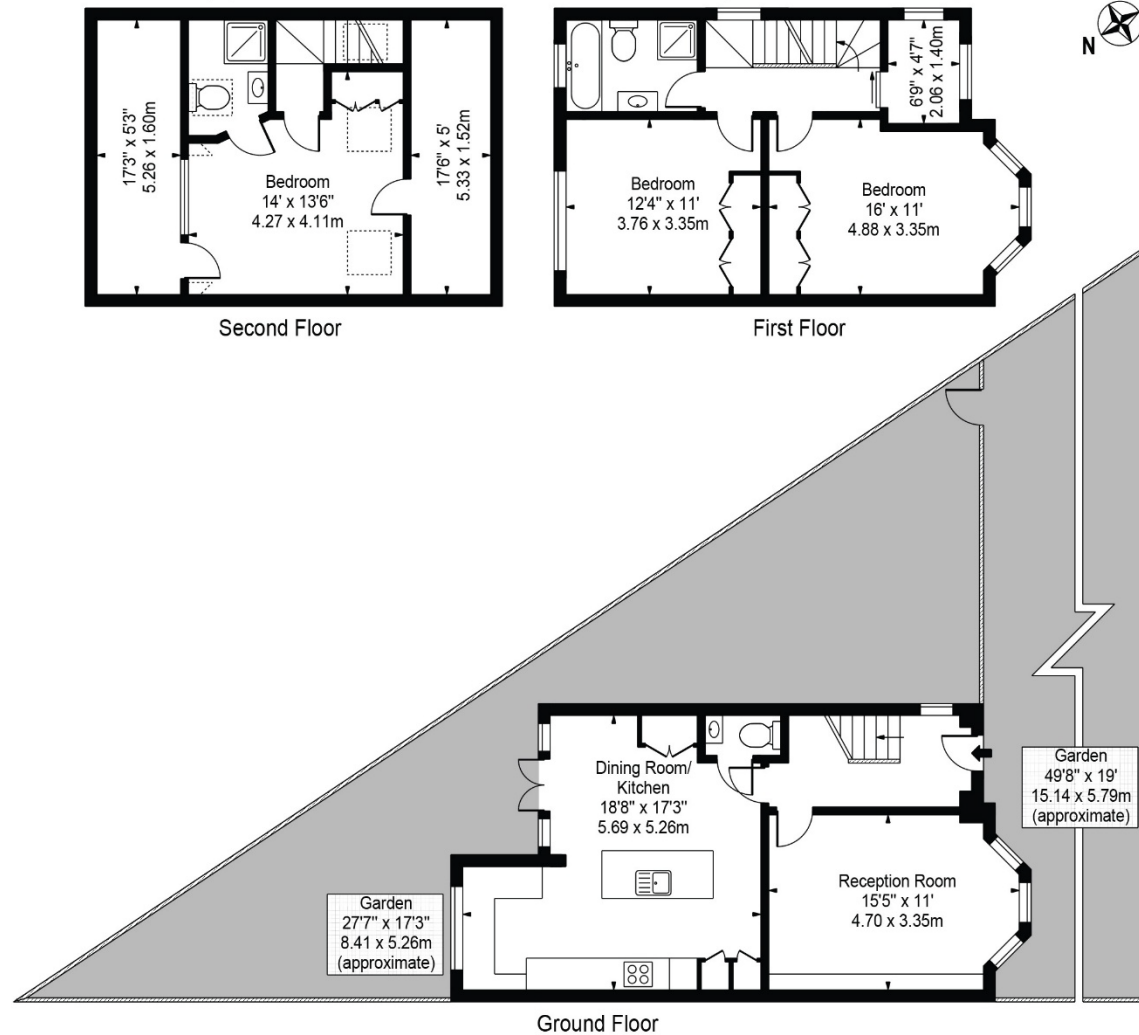 N
17'3" x 5'3"
5.26 x 1.60m
Bedroom
14' x 13'6"
4.27 x 4.11m
17'6" x 5'
5.33 x 1.52m
Second Floor
Bedroom
12'4" x 11'
3.76 x 3.35m
Bedroom
16' x 11'
4.88 x 3.35m
6'9" x 4'7"
2.06 x 1.40m
First Floor
Dining Room/
Kitchen
18'8" x 17'3"
5.69 x 5.26m
Garden
49'8" x 19'
15.14 x 5.79m
(approximate)
Reception Room
15'5" x 11'
4.70 x 3.35m
Garden
27'7" x 17'3"
8.41 x 5.26m
(approximate)
Ground Floor